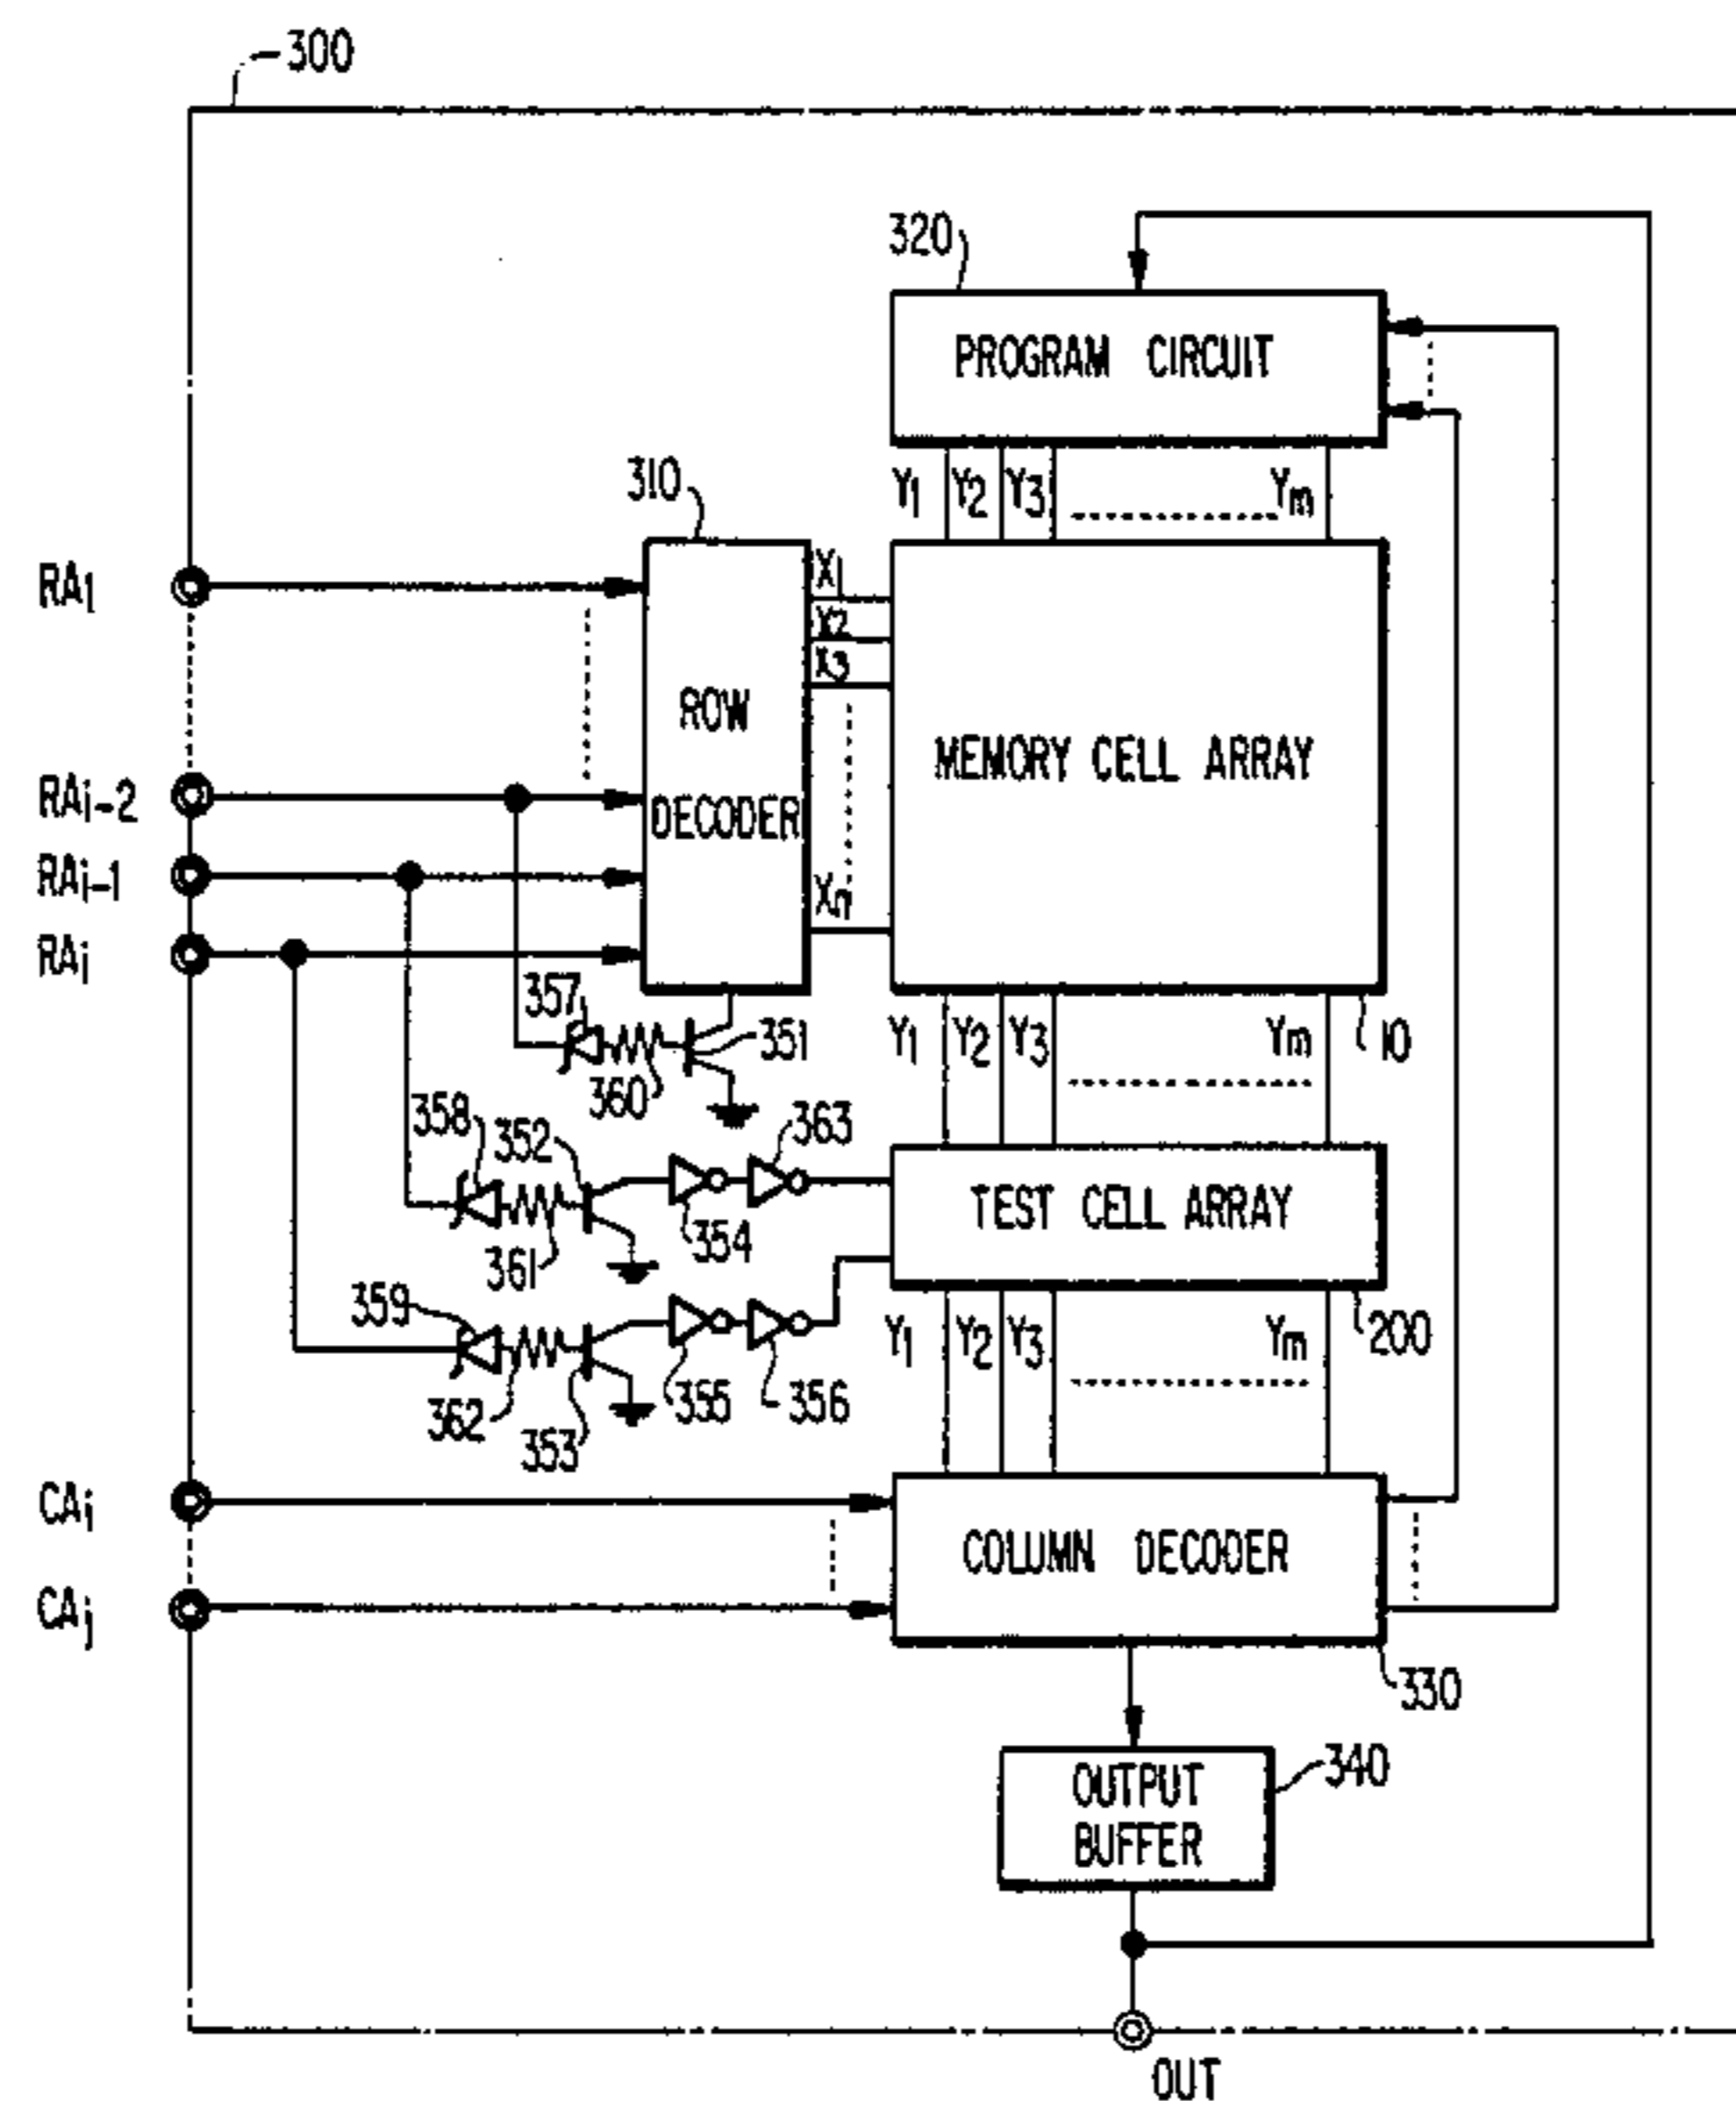 300
320
PROGRAM CIRCUIT
310
Y1 Y2 Y3 Ym
RA1
X1
X2
X3
ROW
DECODER
MEMORY CELL ARRAY
RAi-2
RAi-1
Xn
RAi
357
351
Y1 Y2 Y3 Ym
10
360
358
352
363
TEST CELL ARRAY
354
361
359
Y1 Y2 Y3 Ym
200
362
353
355
356
CAi
COLUMN DECODER
CAj
330
OUTPUT
BUFFER
340
OUT